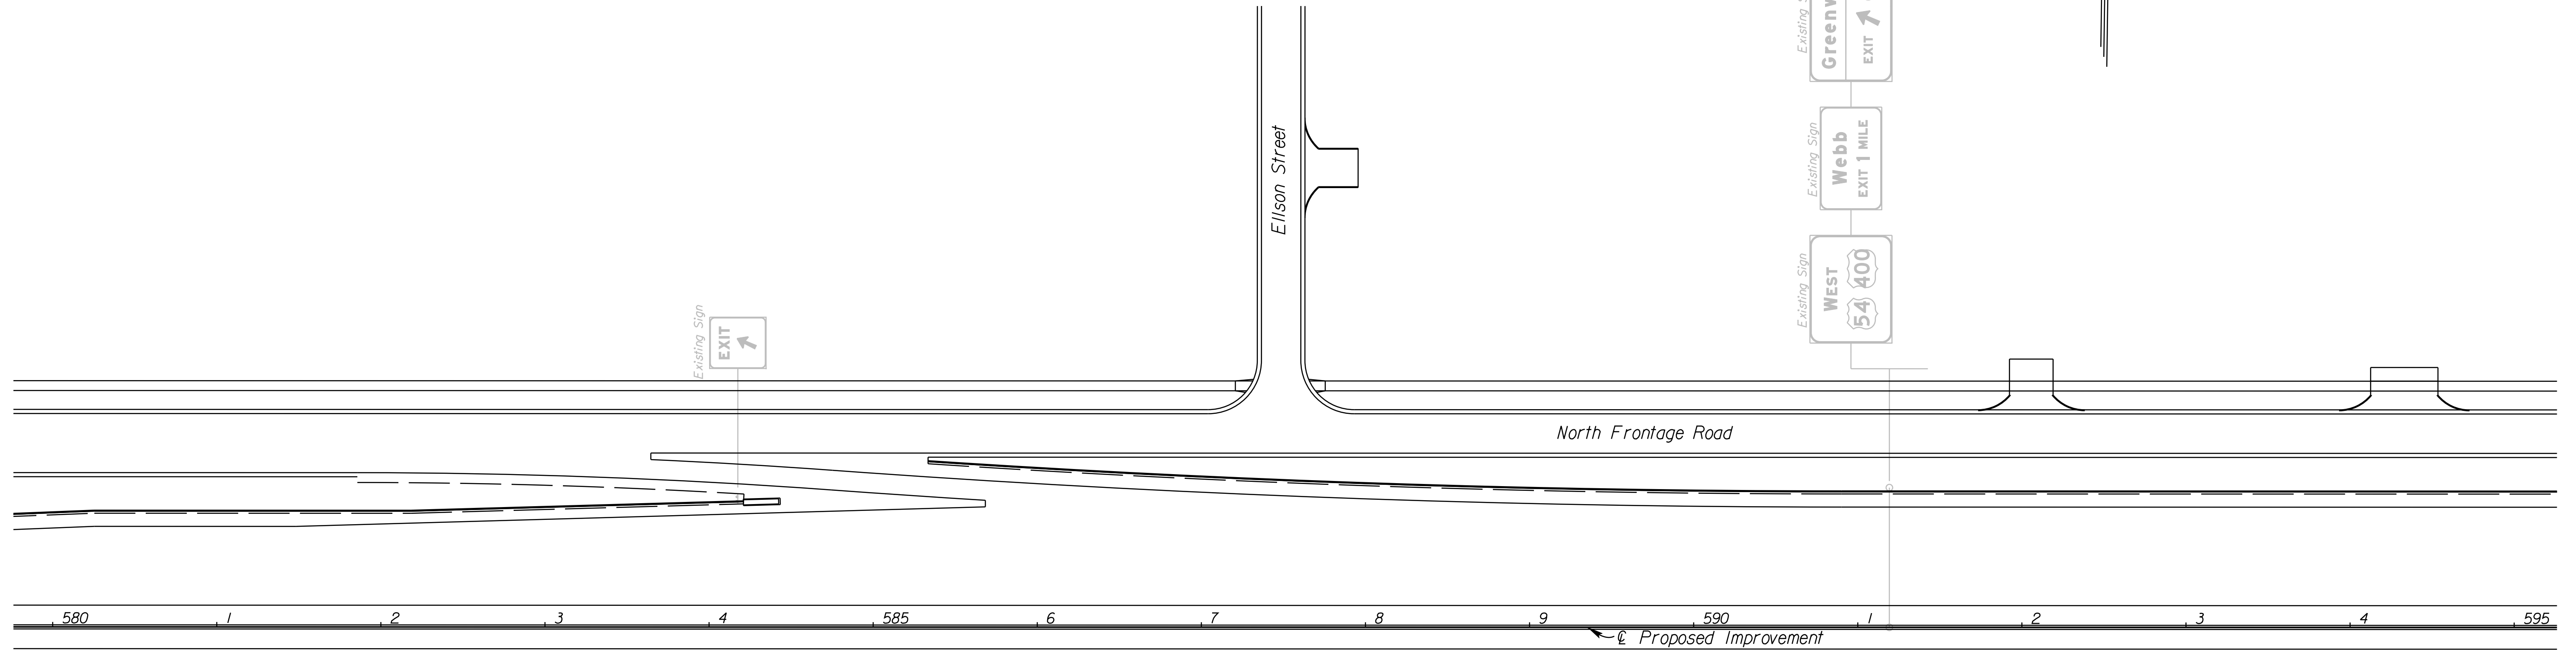 Existing Sign
Greenw
EXIT
Existing Sign
Webb
EXIT 1 MILE
Existing Sign
WEST
54 400
Ellson Street
Existing Sign
EXIT
North Frontage Road
580 1 2 3 4 585 6 7 8 9 590 1 2 3 4 595
℄ Proposed Improvement